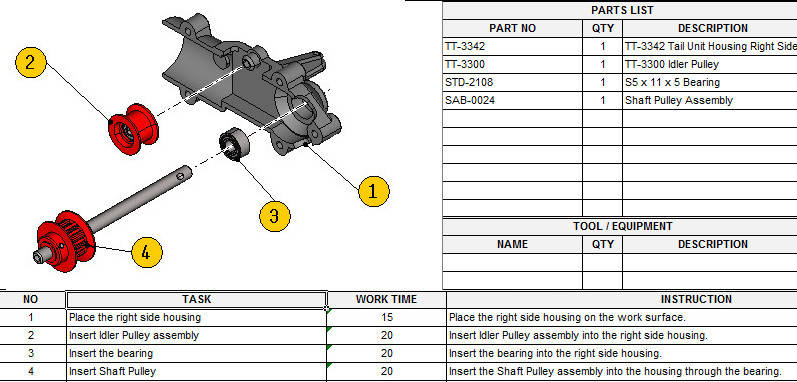 2
3
1
4
PARTS LIST
PART NO QTY DESCRIPTION
TT-3342 1 TT-3342 Tail Unit Housing Right Side
TT-3300 1 TT-3300 Idler Pulley
STD-2108 1 S5 x 11 x 5 Bearing
SAB-0024 1 Shaft Pulley Assembly
TOOL / EQUIPMENT
NAME QTY DESCRIPTION
NO TASK WORK TIME INSTRUCTION
1 Place the right side housing 15 Place the right side housing on the work surface.
2 Insert Idler Pulley assembly 20 Insert Idler Pulley assembly into the right side housing.
3 Insert the bearing 20 Insert the bearing into the right side housing.
4 Insert Shaft Pulley 20 Insert the Shaft Pulley assembly into the housing through the bearing.